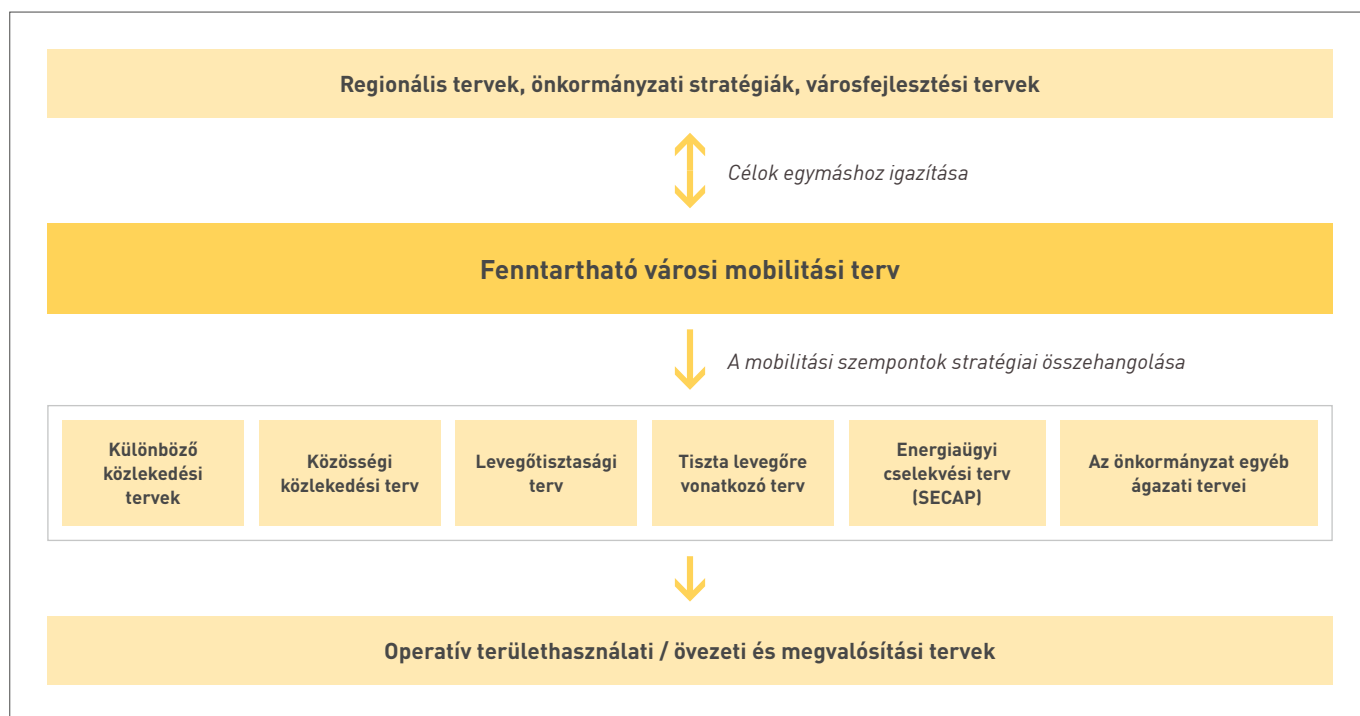 Regionális tervek, önkormányzati stratégiák, városfejlesztési tervek
Célok egymáshoz igazítása
Fenntartható városi mobilitási terv
A mobilitási szempontok stratégiai összehangolása
Különböző
közlekedési
tervek
Közösségi
közlekedési terv
Levegőtisztasági
terv
Tiszta levegőre
vonatkozó terv
Energiaügyi
cselekvési terv
(SECAP)
Az önkormányzat egyéb
ágazati tervei
Operatív területhasználati / övezeti és megvalósítási tervek